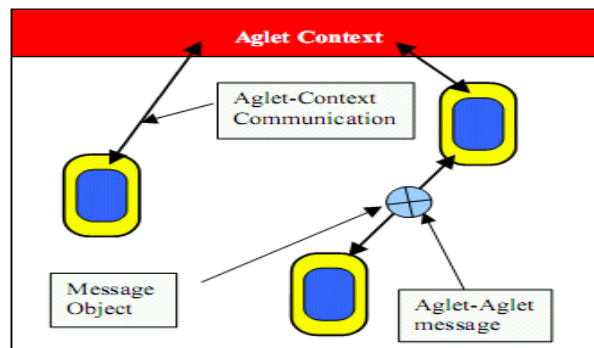 Aglet Context
Aglet-Context
Communication
Message
Object
Aglet-Aglet
message